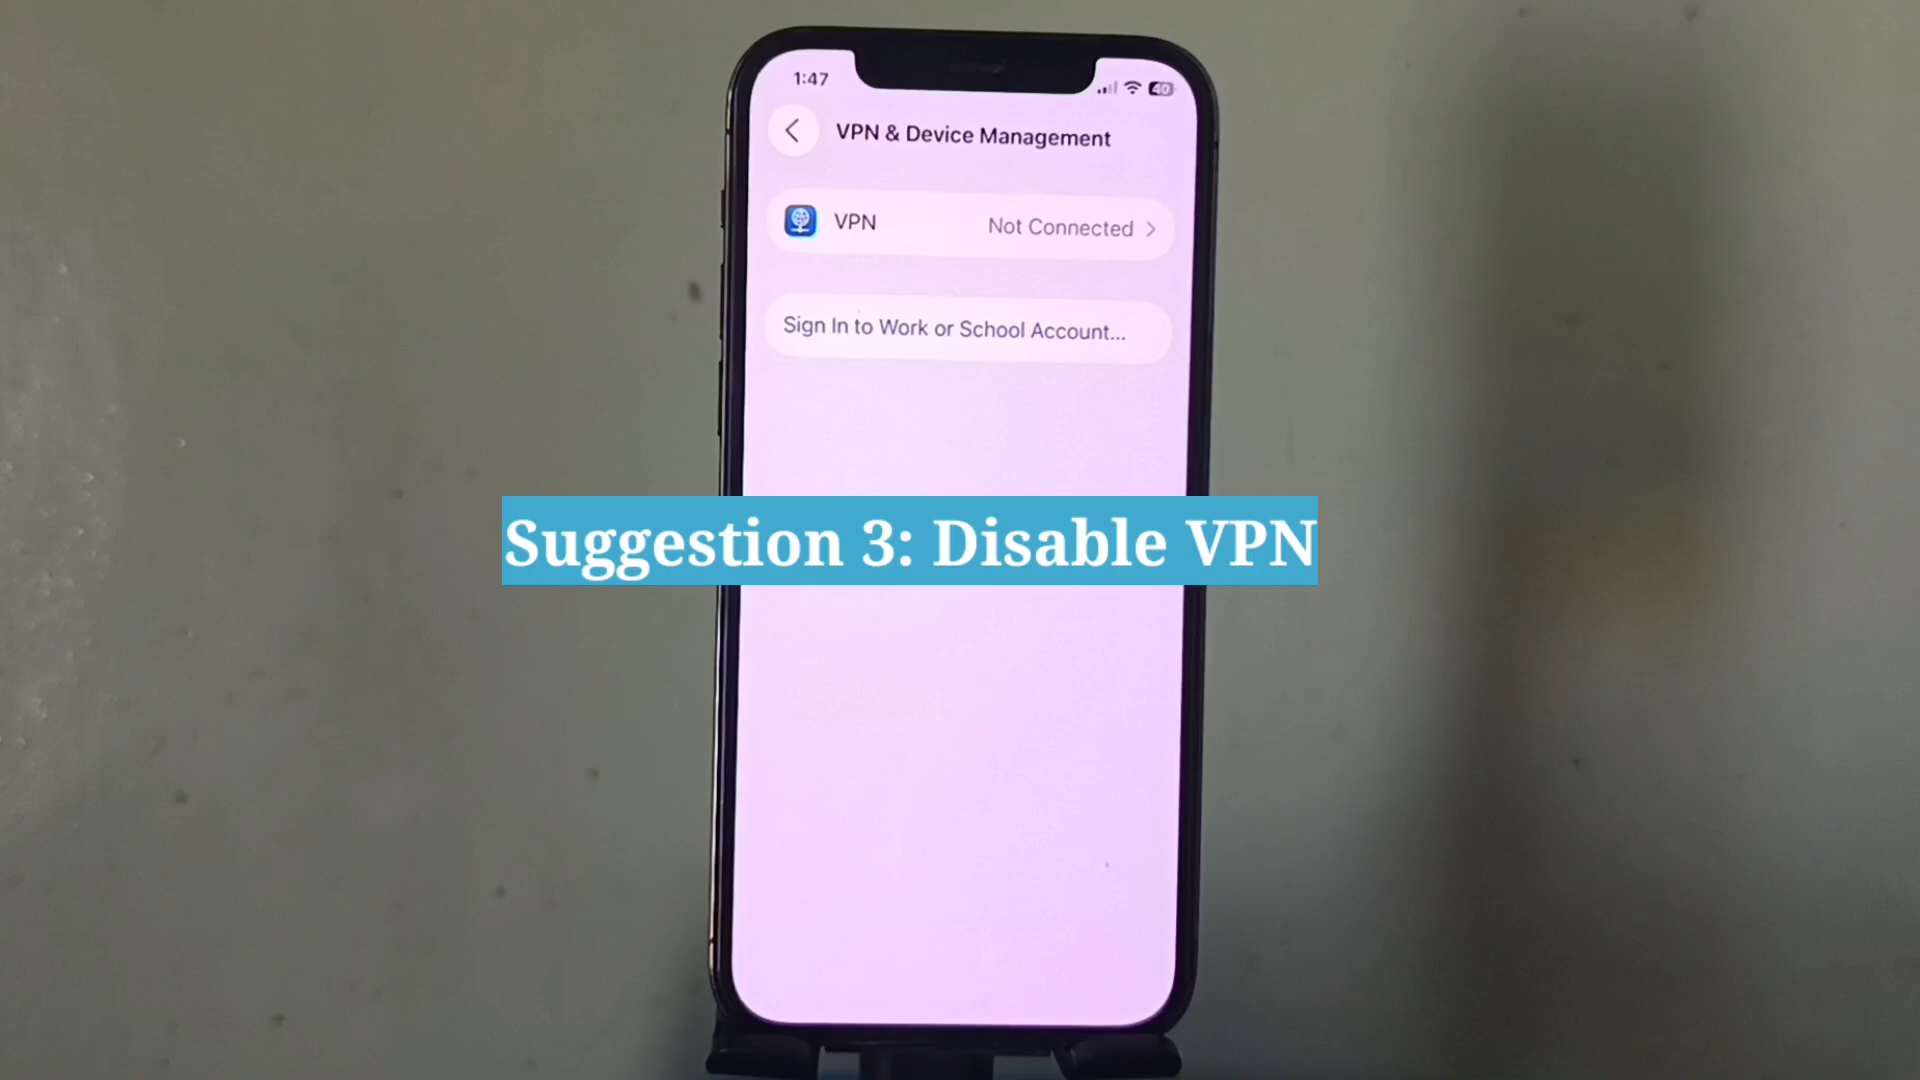 1:47
40
VPN & Device Management
VPN Not Connected
Sign In to Work or School Account...
Suggestion 3: Disable VPN